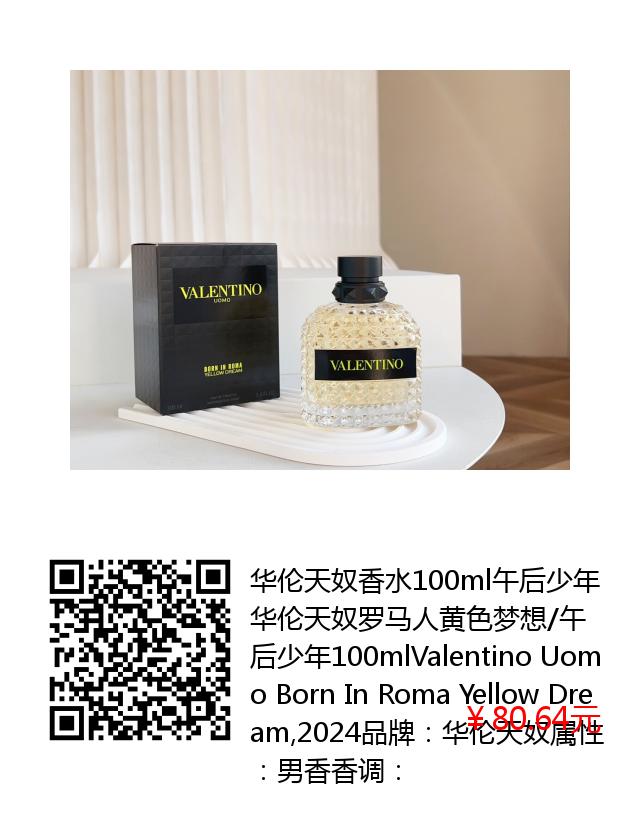 VALENTINO
UOMO
BORN IN ROMA
YELLOW DREAM
VALENTINO
华伦天奴香水100ml午后少年
华伦天奴罗马人黄色梦想/午
后少年100mlValentino Uom
o Born In Roma Yellow Dre
am,2024品牌：华伦天奴属性
：男香香调：
¥ 80.64元